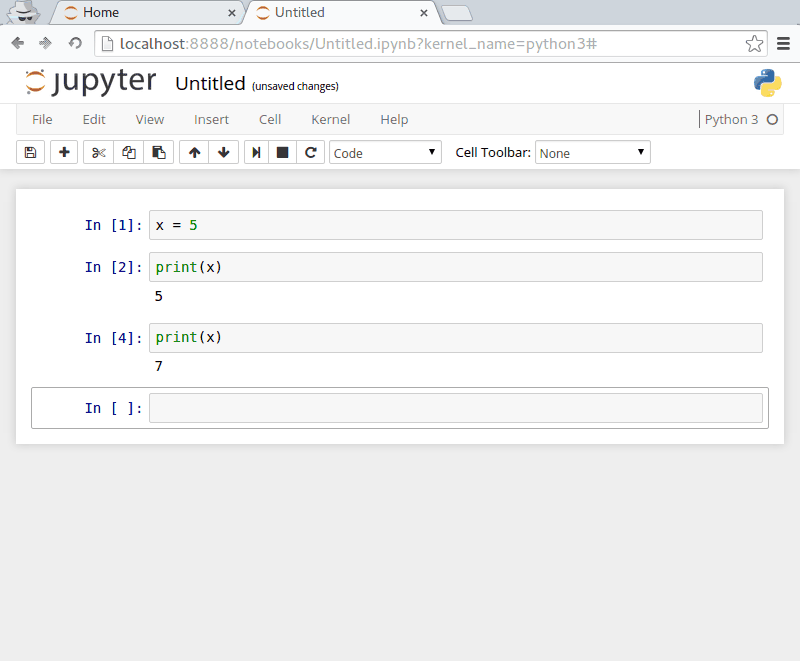 Home
Untitled
localhost:8888/notebooks/Untitled.ipynb?kernel_name=python3#
jupyter Untitled (unsaved changes)
File Edit View Insert Cell Kernel Help Python 3
Code Cell Toolbar: None
In [1]: x = 5
In [2]: print(x)
5
In [4]: print(x)
7
In [ ]: